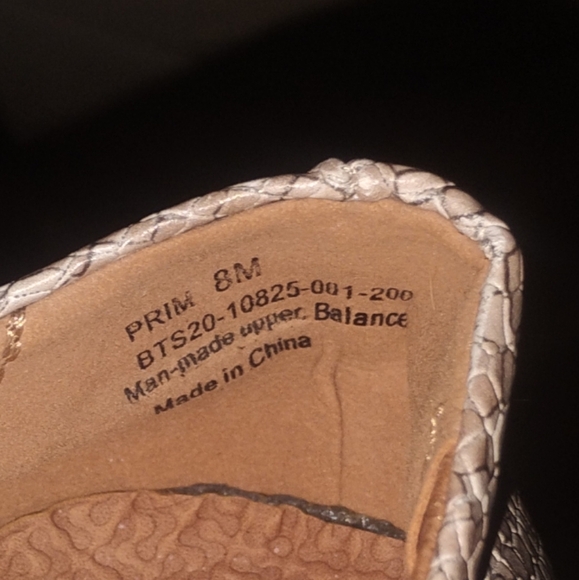 PRIM 8M
BTS20-10825-001-200
Man-made upper, Balance
Made in China